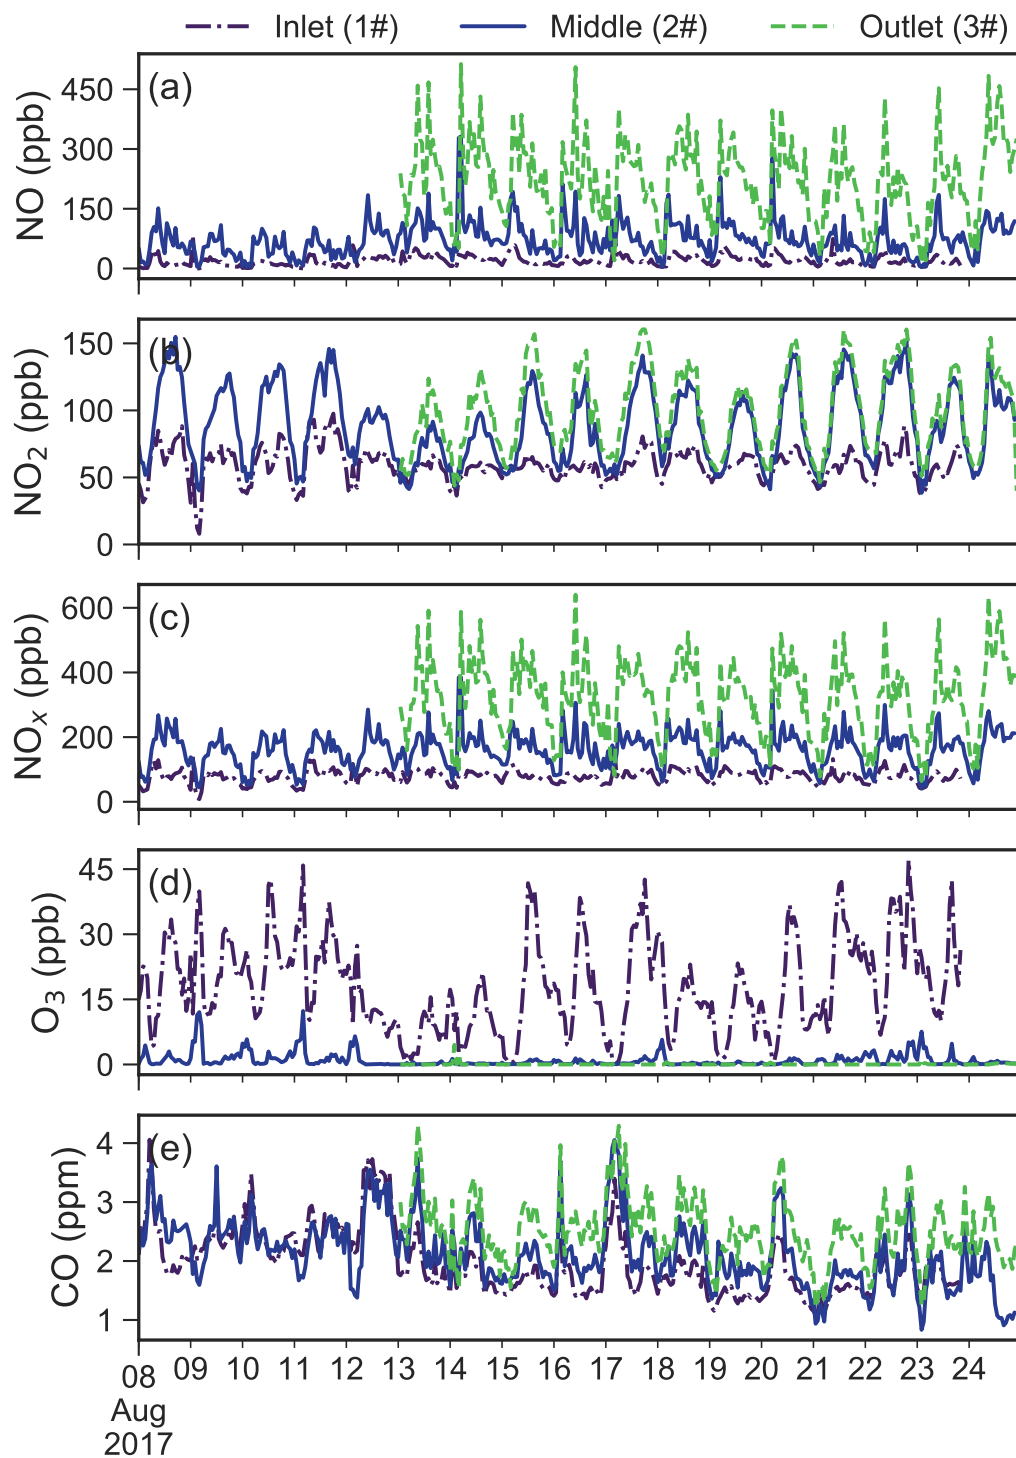 Inlet (1#) Middle (2#) Outlet (3#)
(a)
NO (ppb)
450
300
150
0
(b)
NO₂ (ppb)
150
100
50
0
(c)
NOₓ (ppb)
600
400
200
0
(d)
O₃ (ppb)
45
30
15
0
(e)
CO (ppm)
4
3
2
1
08 09 10 11 12 13 14 15 16 17 18 19 20 21 22 23 24
Aug
2017